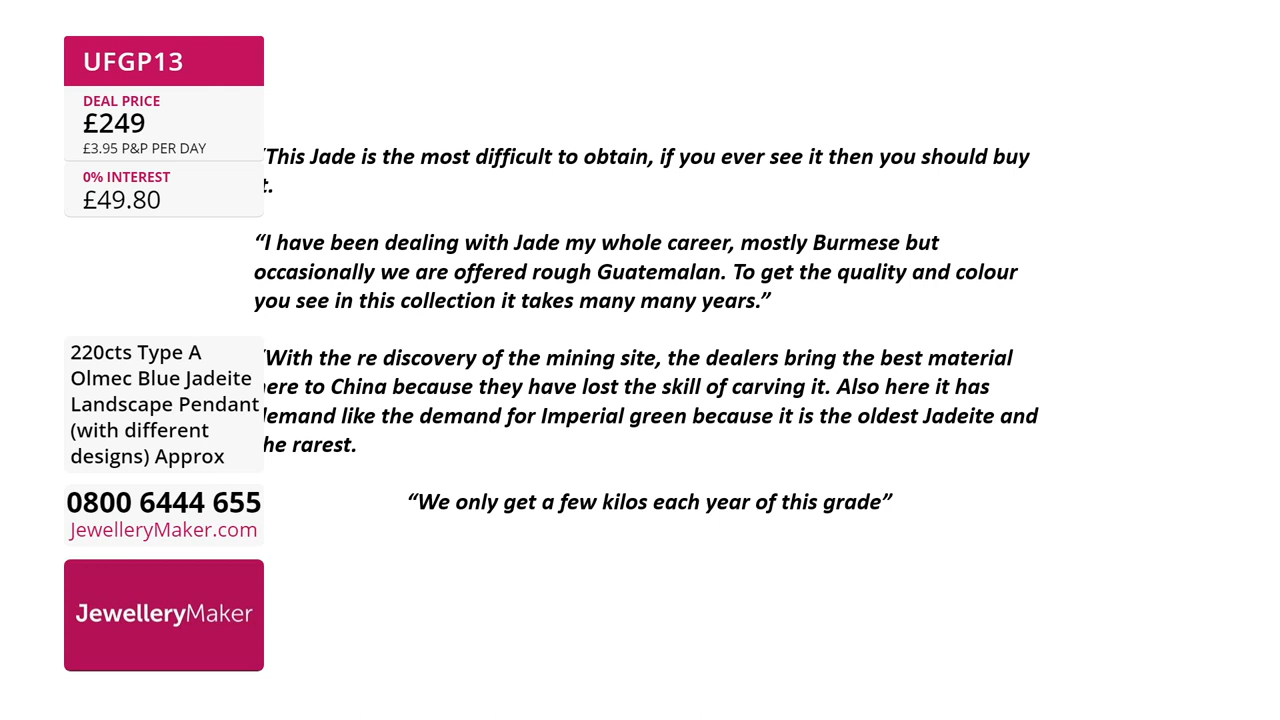 UFGP13
DEAL PRICE
£249
£3.95 P&P PER DAY
0% INTEREST
£49.80
220cts Type A
Olmec Blue Jadeite
Landscape Pendant
(with different
designs) Approx
0800 6444 655
JewelleryMaker.com
JewelleryMaker
“This Jade is the most difficult to obtain, if you ever see it then you should buy
t.
“I have been dealing with Jade my whole career, mostly Burmese but
occasionally we are offered rough Guatemalan. To get the quality and colour
you see in this collection it takes many many years.”
“With the re discovery of the mining site, the dealers bring the best material
here to China because they have lost the skill of carving it. Also here it has
demand like the demand for Imperial green because it is the oldest Jadeite and
the rarest.
“We only get a few kilos each year of this grade”